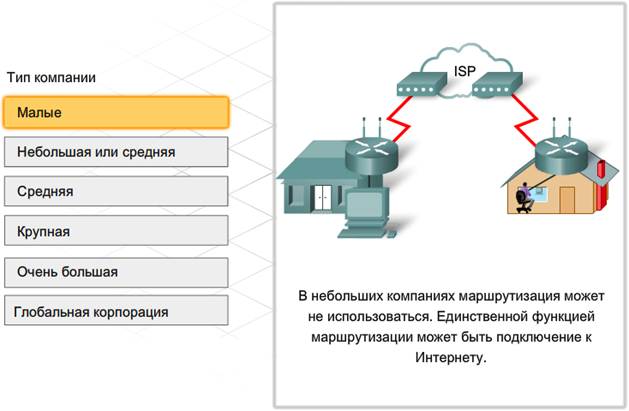 Тип компании
Малые
Небольшая или средняя
Средняя
Крупная
Очень большая
Глобальная корпорация
ISP
В небольших компаниях маршрутизация может
не использоваться. Единственной функцией
маршрутизации может быть подключение к
Интернету.